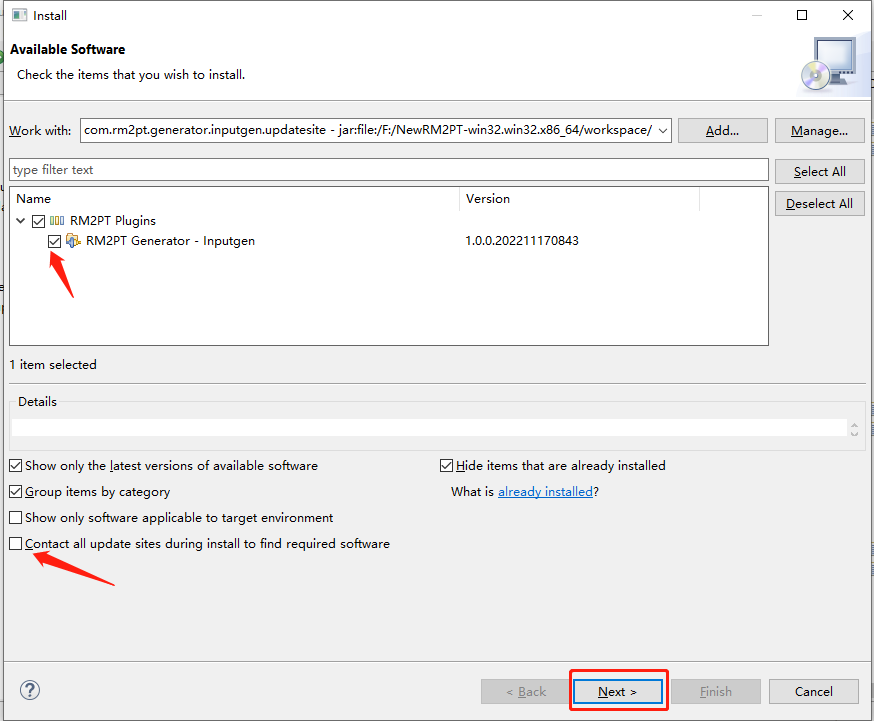 Install
Available Software
Check the items that you wish to install.
Work with: com.rm2pt.generator.inputgen.updatesite - jar:file:/F:/NewRM2PT-win32.win32.x86_64/workspace/ Add... Manage...
type filter text Select All
Name Version Deselect All
RM2PT Plugins
RM2PT Generator - Inputgen 1.0.0.202211170843
1 item selected
Details
Show only the latest versions of available software Hide items that are already installed
Group items by category What is already installed?
Show only software applicable to target environment
Contact all update sites during install to find required software
? < Back Next > Finish Cancel